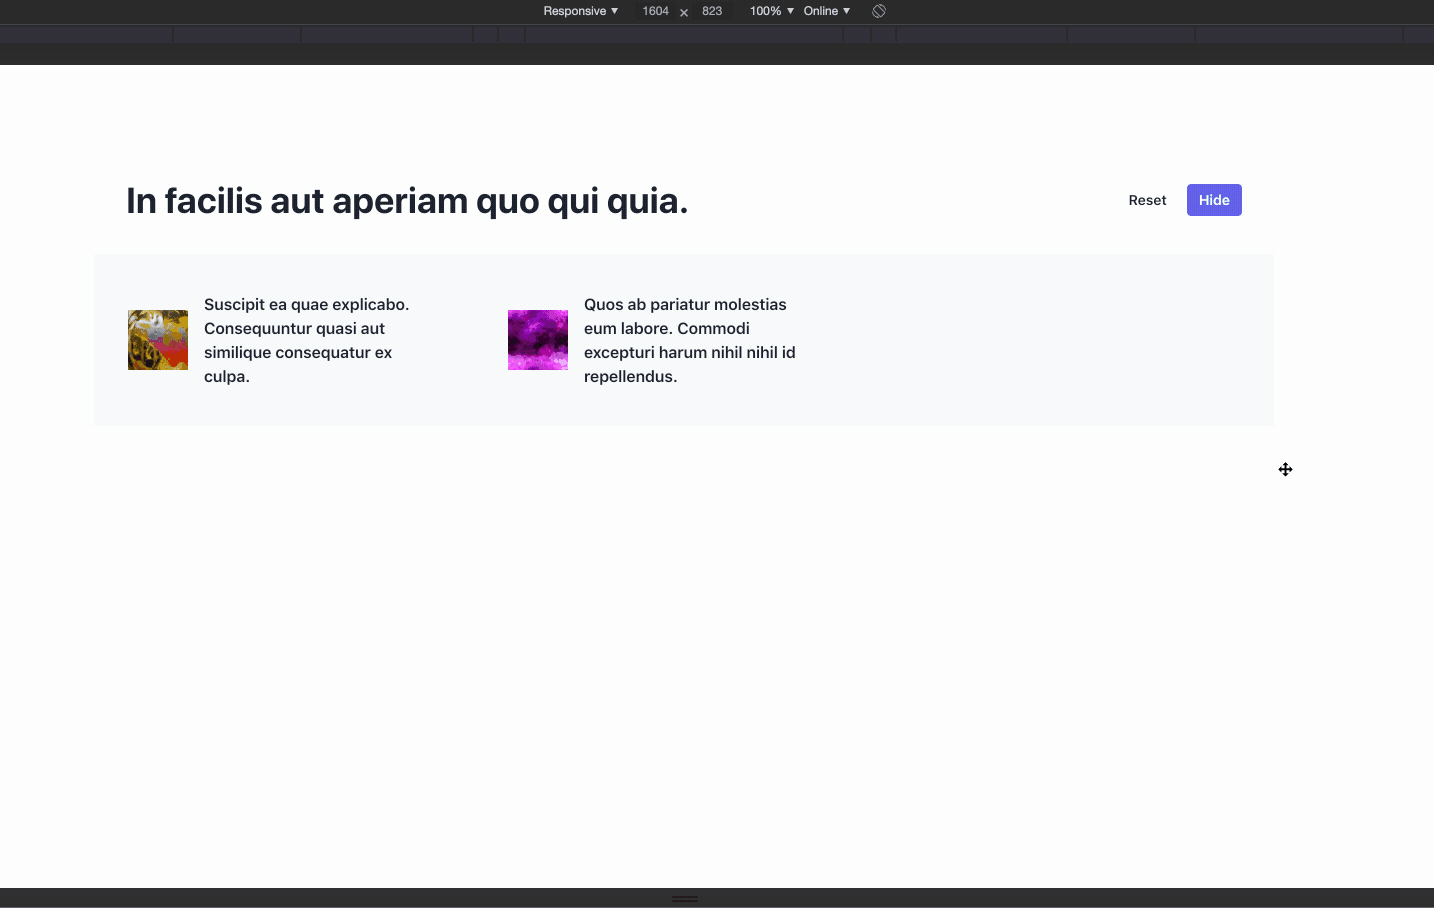 Responsive ▼ 1604 × 823 100% ▼ Online ▼
In facilis aut aperiam quo qui quia.
Reset Hide
Suscipit ea quae explicabo.
Consequuntur quasi aut
similique consequatur ex
culpa.
Quos ab pariatur molestias
eum labore. Commodi
excepturi harum nihil nihil id
repellendus.